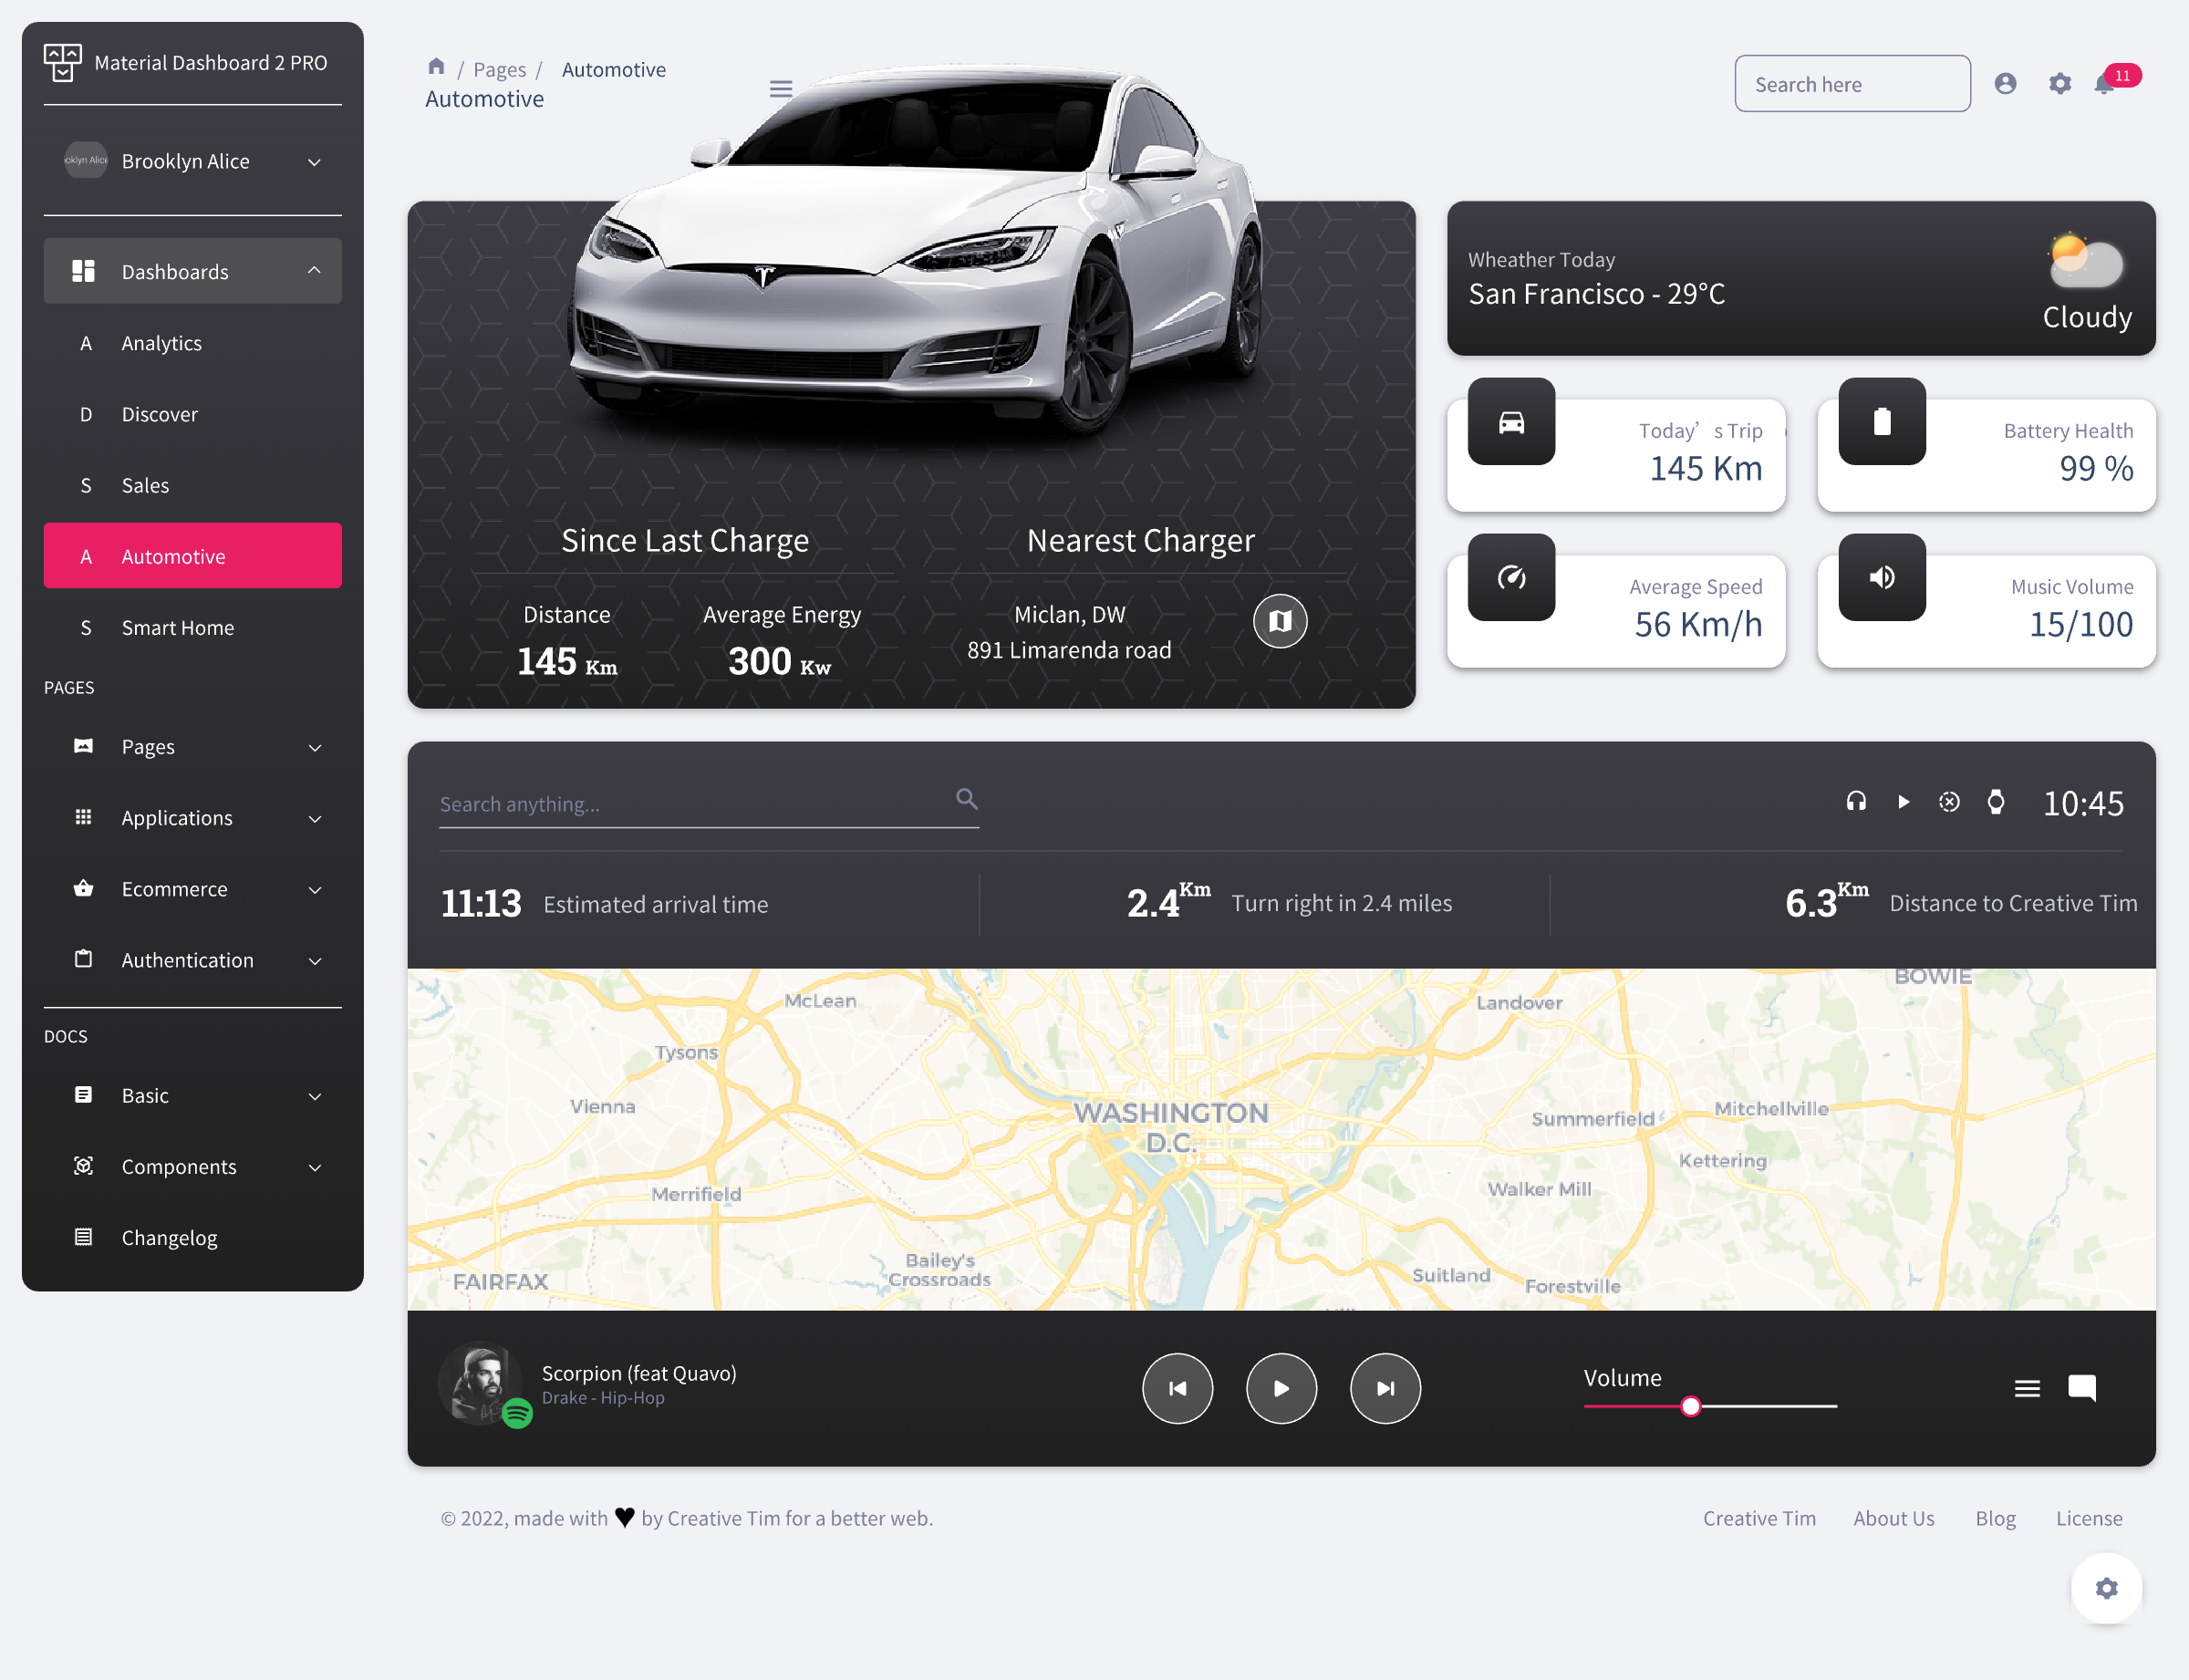 Material Dashboard 2 PRO
oklyn Alic
Brooklyn Alice
Dashboards
A Analytics
D Discover
S Sales
A Automotive
S Smart Home
PAGES
Pages
Applications
Ecommerce
Authentication
DOCS
Basic
Components
Changelog
/ Pages / Automotive
Automotive
Search here
11
Since Last Charge
Distance
145 Km
Average Energy
300 Kw
Nearest Charger
Miclan, DW
891 Limarenda road
Wheather Today
San Francisco - 29°C
Cloudy
Today’s Trip
145 Km
Battery Health
99 %
Average Speed
56 Km/h
Music Volume
15/100
Search anything...
10:45
11:13 Estimated arrival time
2.4Km Turn right in 2.4 miles
6.3Km Distance to Creative Tim
BOWIE
McLean
Landover
Tysons
Vienna
WASHINGTON
D.C.
Summerfield
Mitchellville
Kettering
Merrifield
Walker Mill
Bailey's
Crossroads
FAIRFAX
Suitland
Forestville
Scorpion (feat Quavo)
Drake - Hip-Hop
Volume
© 2022, made with ♥ by Creative Tim for a better web.
Creative Tim About Us Blog License